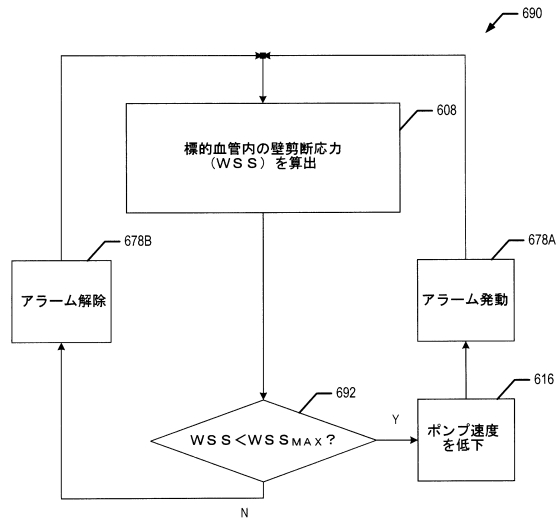 690
608
標的血管内の壁剪断応力
（ＷＳＳ）を算出
678B
アラーム解除
678A
アラーム発動
692
ＷＳＳ＜ＷＳＳMAX？
Y
616
ポンプ速度
を低下
N